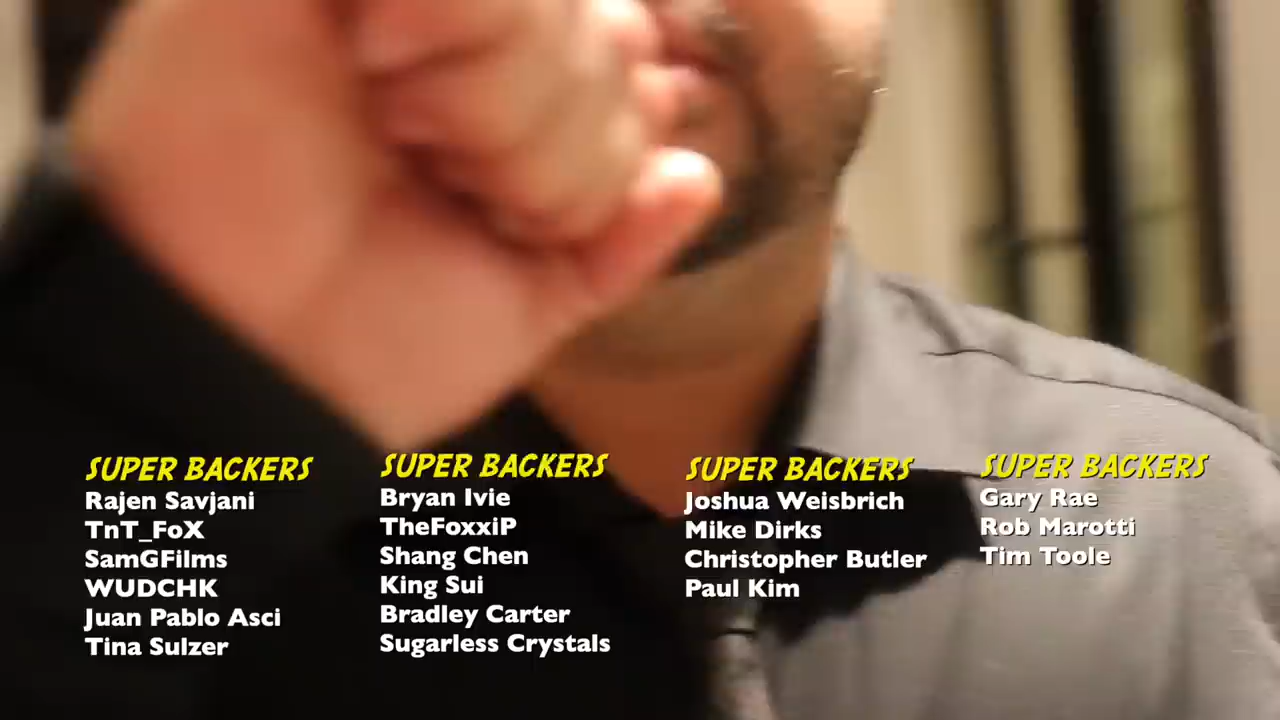 SUPER BACKERS
Rajen Savjani
TnT_FoX
SamGFilms
WUDCHK
Juan Pablo Asci
Tina Sulzer
SUPER BACKERS
Bryan Ivie
TheFoxxiP
Shang Chen
King Sui
Bradley Carter
Sugarless Crystals
SUPER BACKERS
Joshua Weisbrich
Mike Dirks
Christopher Butler
Paul Kim
SUPER BACKERS
Gary Rae
Rob Marotti
Tim Toole